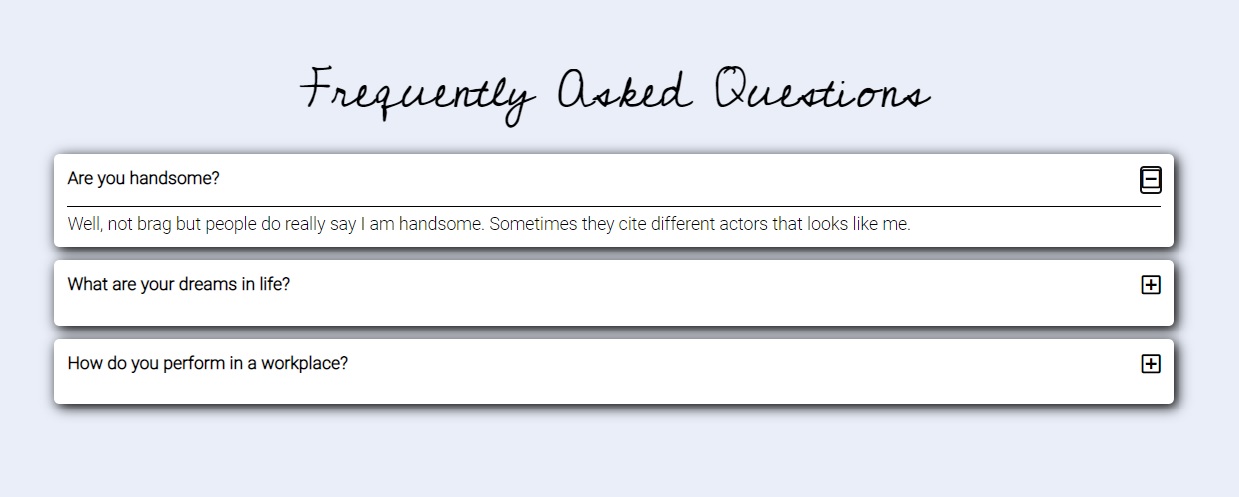 Frequently Asked Questions
Are you handsome?
Well, not brag but people do really say I am handsome. Sometimes they cite different actors that looks like me.
What are your dreams in life?
How do you perform in a workplace?